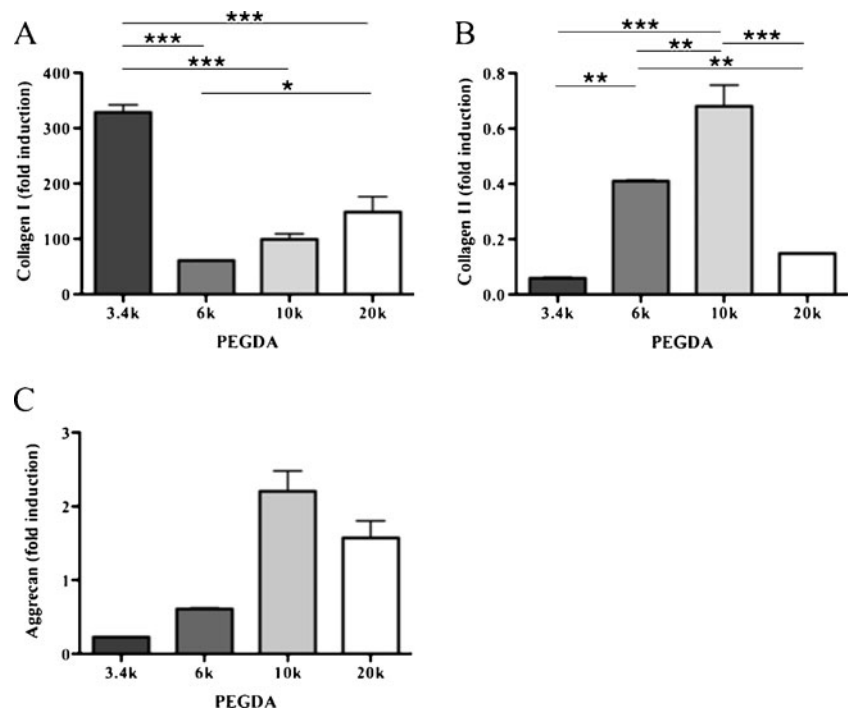 A
***
***
***
*
Collagen I (fold induction)
400
300
200
100
0
3.4k 6k 10k 20k
PEGDA
B
***
** ***
**
**
Collagen II (fold induction)
0.8
0.6
0.4
0.2
0.0
3.4k 6k 10k 20k
PEGDA
C
Aggrecan (fold induction)
3
2
1
0
3.4k 6k 10k 20k
PEGDA